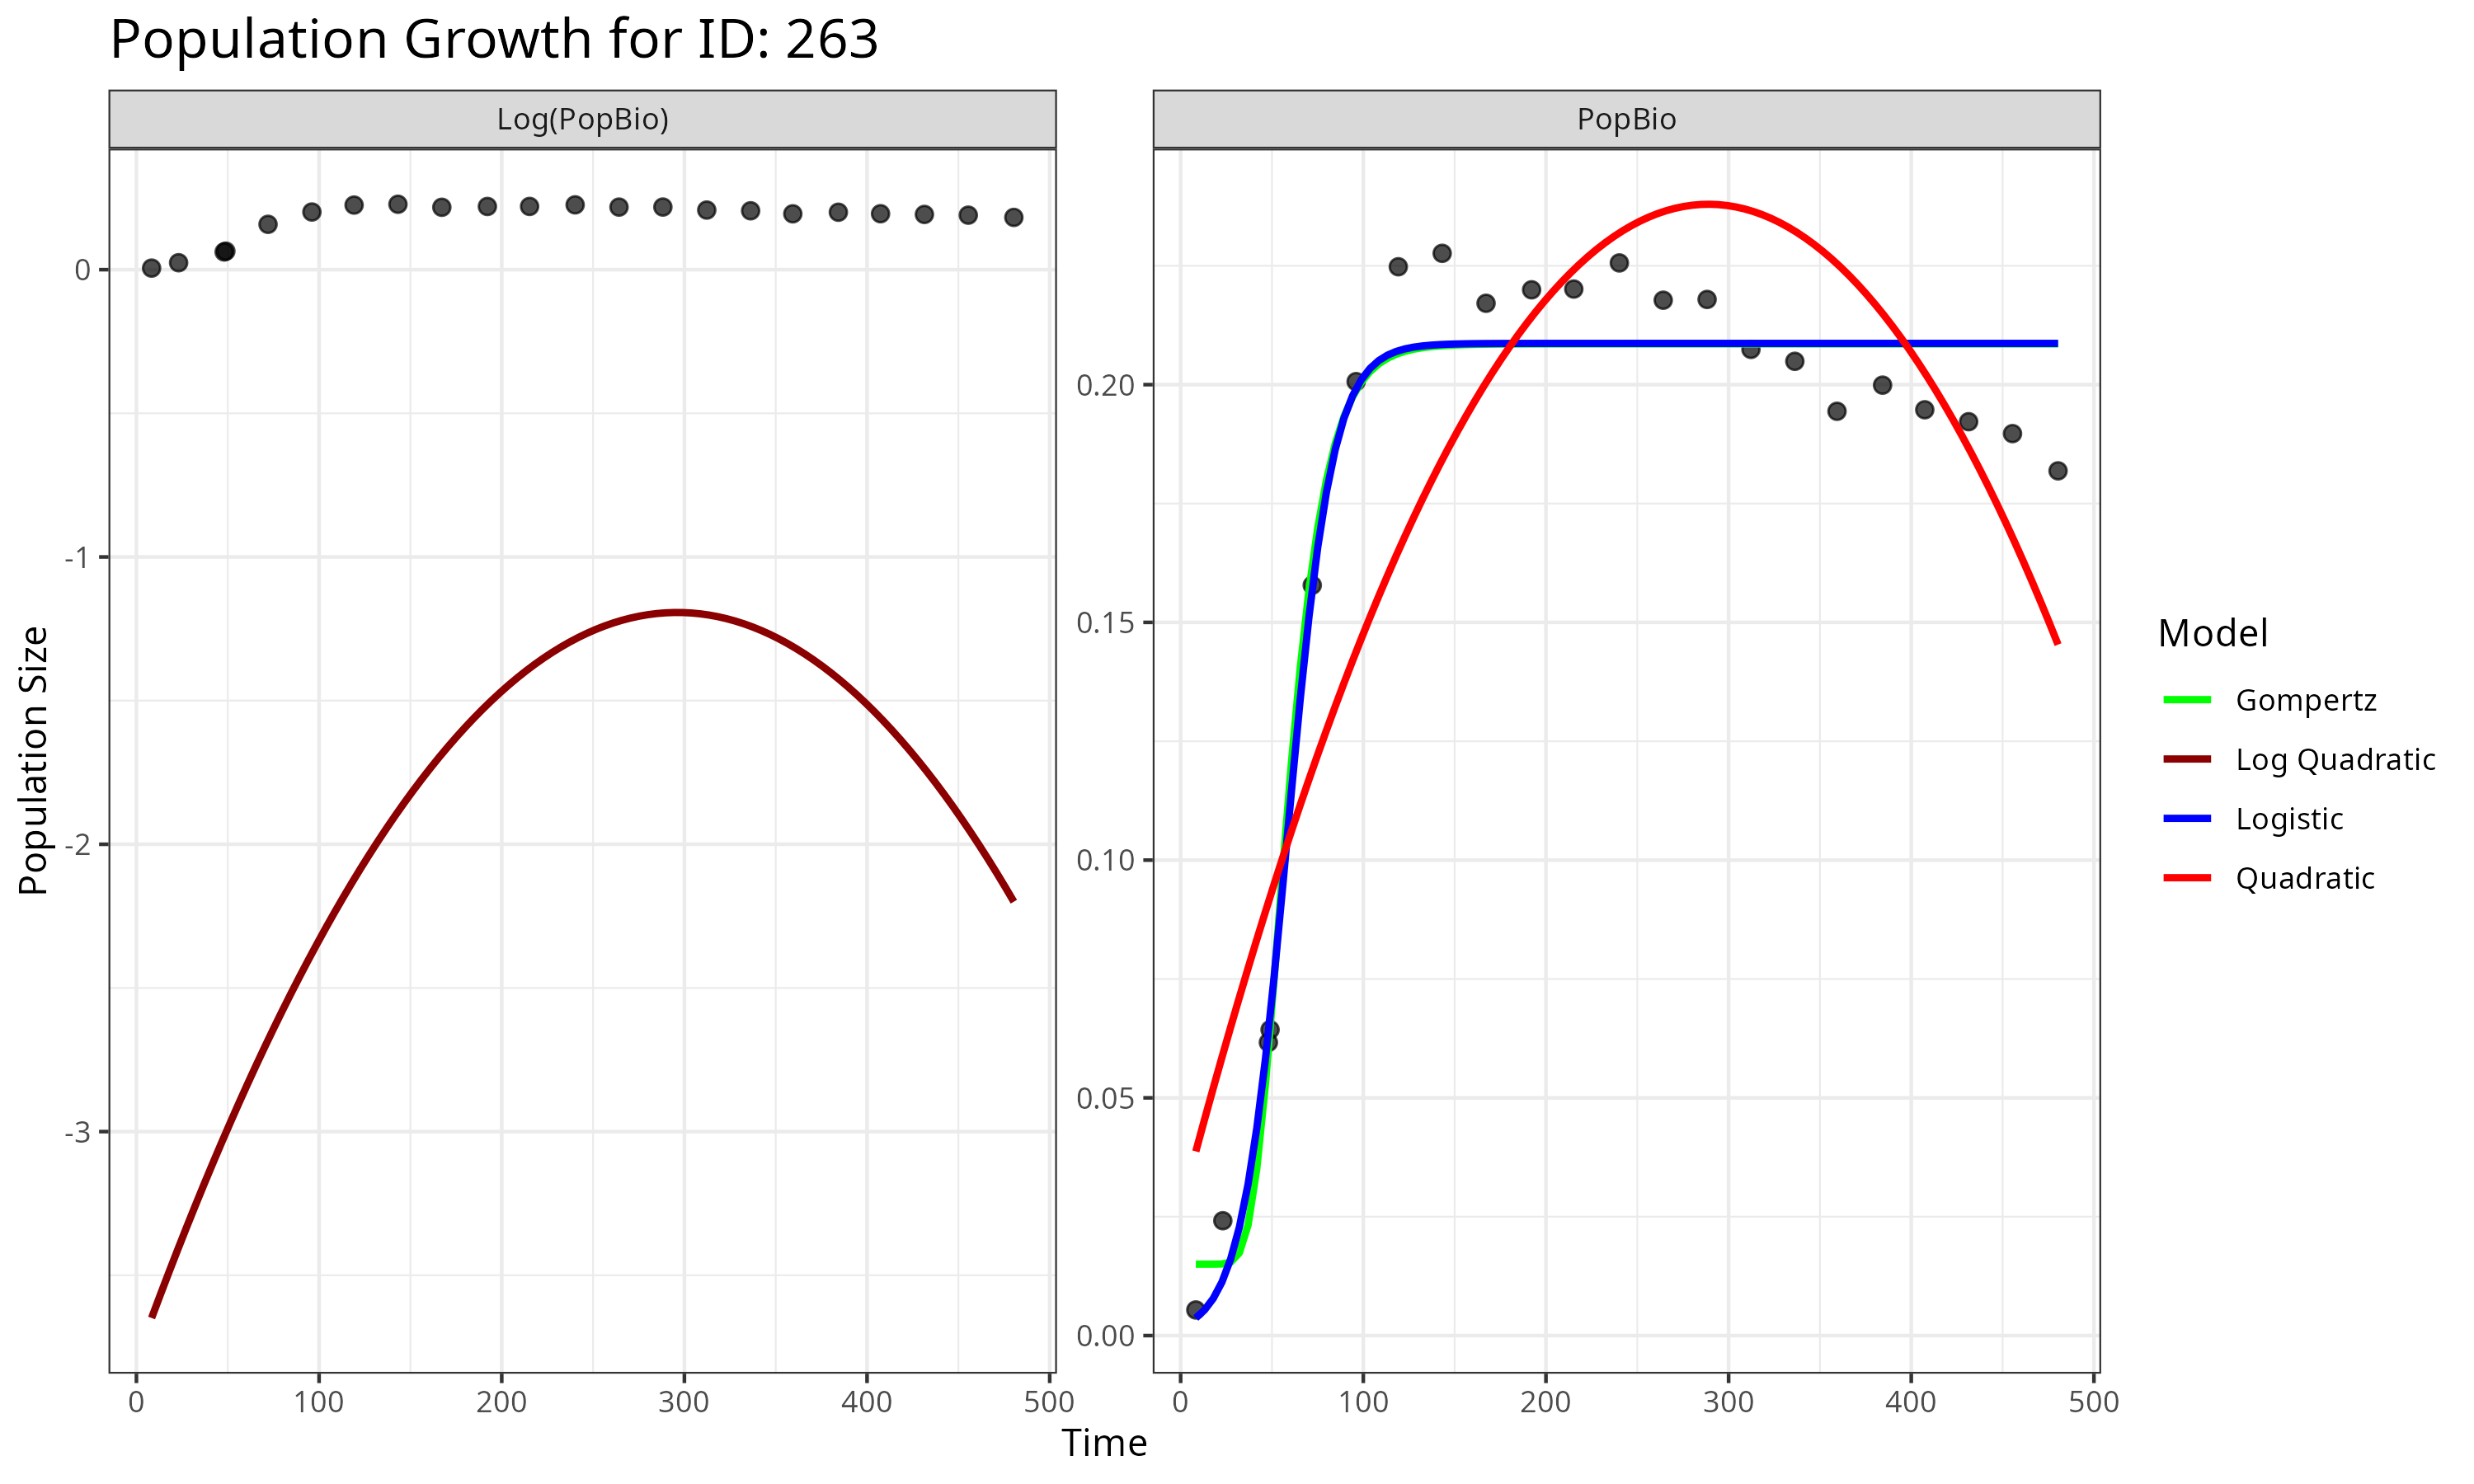 Population Growth for ID: 263
Log(PopBio)
PopBio
Population Size
0
-1
-2
-3
0.20
0.15
0.10
0.05
0.00
0 100 200 300 400 500
0 100 200 300 400 500
Time
Model
Gompertz
Log Quadratic
Logistic
Quadratic